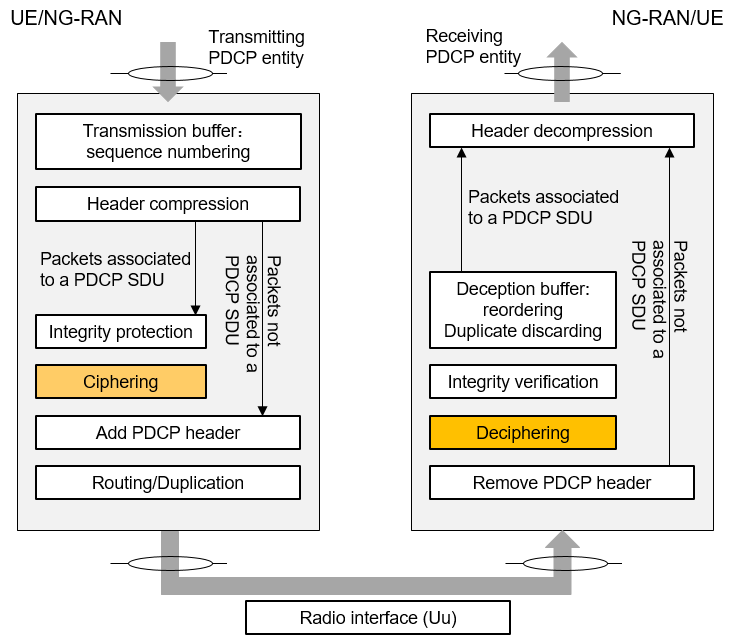 UE/NG-RAN
NG-RAN/UE
Transmitting
PDCP entity
Receiving
PDCP entity
Transmission buffer:
sequence numbering
Header compression
Packets associated
to a PDCP SDU
Packets not
associated to a
PDCP SDU
Integrity protection
Ciphering
Add PDCP header
Routing/Duplication
Header decompression
Packets associated
to a PDCP SDU
Packets not
associated to a
PDCP SDU
Deception buffer:
reordering
Duplicate discarding
Integrity verification
Deciphering
Remove PDCP header
Radio interface (Uu)